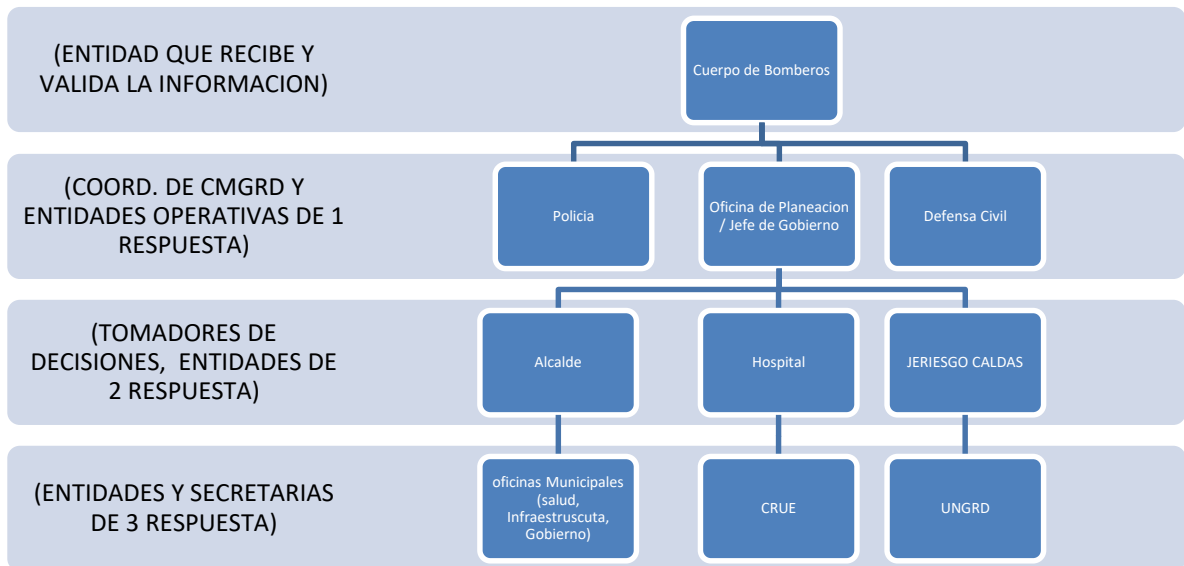 (ENTIDAD QUE RECIBE Y
VALIDA LA INFORMACION)
Cuerpo de Bomberos
(COORD. DE CMGRD Y
ENTIDADES OPERATIVAS DE 1
RESPUESTA)
Policia
Oficina de Planeacion
/ Jefe de Gobierno
Defensa Civil
(TOMADORES DE
DECISIONES, ENTIDADES DE
2 RESPUESTA)
Alcalde
Hospital
JERIESGO CALDAS
(ENTIDADES Y SECRETARIAS
DE 3 RESPUESTA)
oficinas Municipales
(salud,
Infraestruscuta,
Gobierno)
CRUE
UNGRD